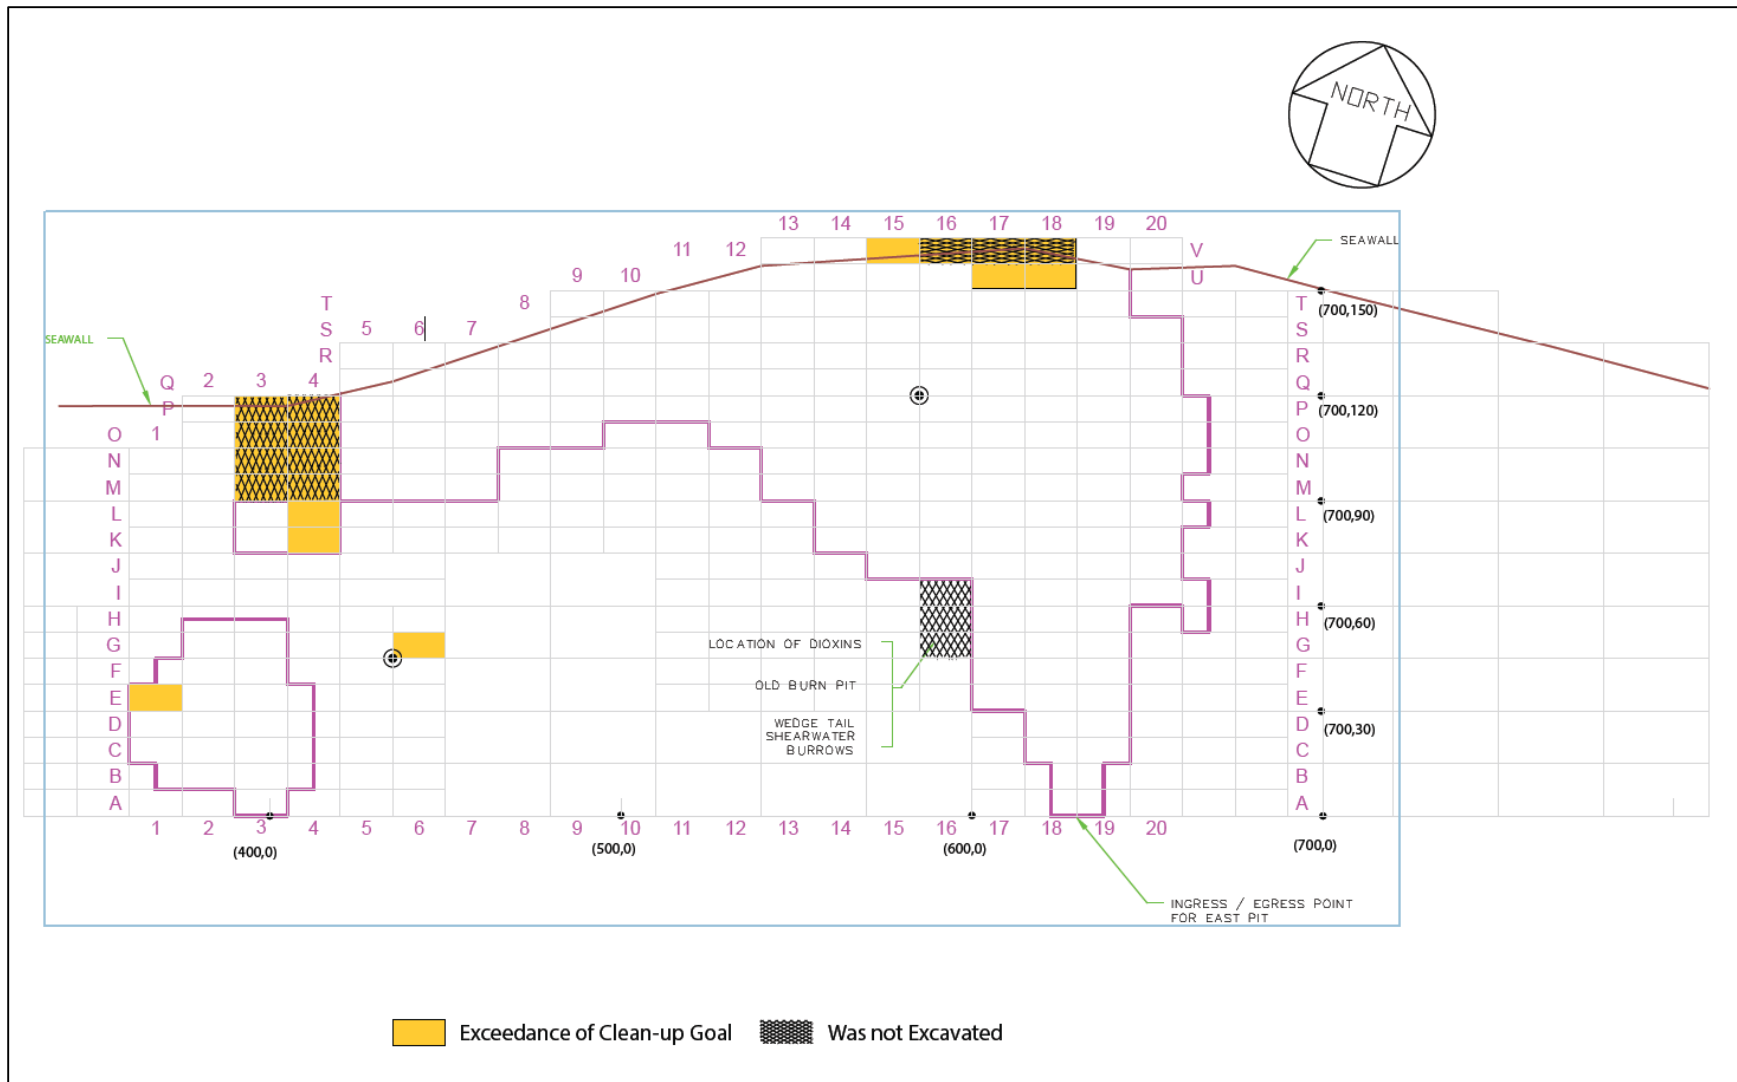 NORTH
13 14 15 16 17 18 19 20
11 12
V
SEAWALL
9 10
U
T
8
T
(700,150)
S
5 6 7
S
SEAWALL
R
R
Q
2 3 4
Q
P
P
(700,120)
O
1
O
N
N
M
M
L
L
(700,90)
K
K
J
J
I
I
H
H
(700,60)
G
LOCATION OF DIOXINS
G
F
F
OLD BURN PIT
E
E
D
WEDGE TAIL
D
(700,30)
SHEARWATER
C
BURROWS
C
B
B
A
A
1 2 3 4 5 6 7 8 9 10 11 12 13 14 15 16 17 18 19 20
(400,0) (500,0) (600,0) (700,0)
INGRESS / EGRESS POINT
FOR EAST PIT
Exceedance of Clean-up Goal
Was not Excavated